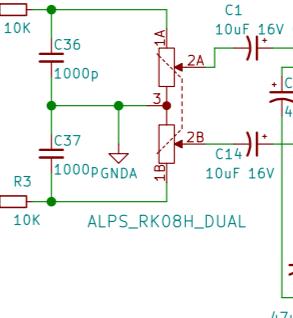 C1
10uF 16V
10K
1A
C36
2A
1000p
C
4
3
C37
2B
1000p
GNDA
C14
10uF 16V
R3
1B
10K
ALPS_RK08H_DUAL